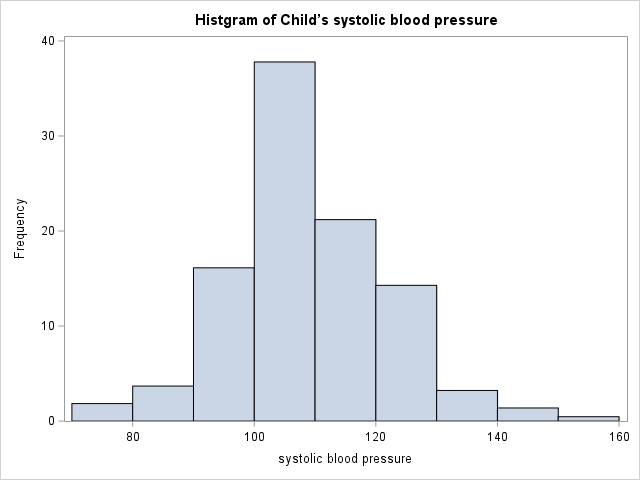 Histgram of Child’s systolic blood pressure
40
30
20
10
0
Frequency
80 100 120 140 160
systolic blood pressure